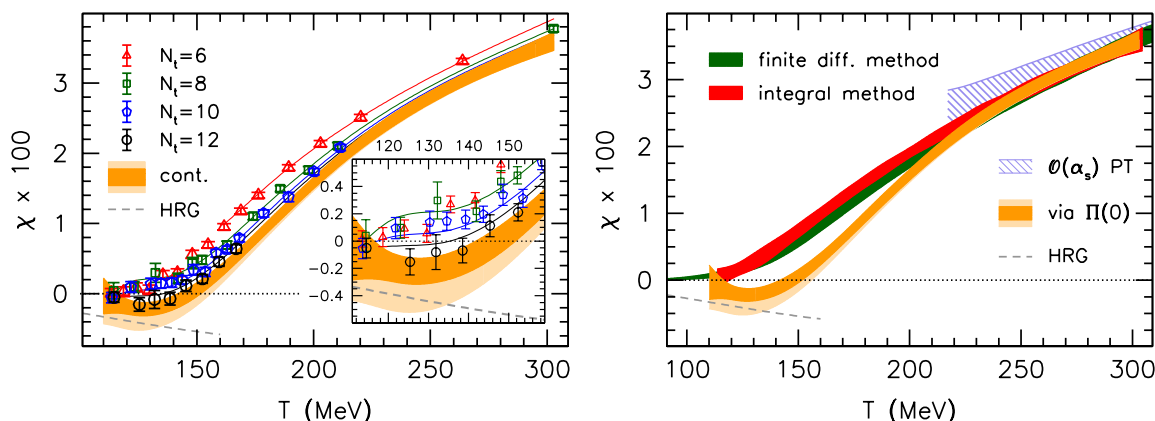 3
2
1
0
χ × 100
N_t=6
N_t=8
N_t=10
N_t=12
cont.
HRG
120 130 140 150
0.4
0.2
0
−0.2
−0.4
150 200 250 300
T (MeV)
3
2
1
0
χ × 100
finite diff. method
integral method
𝒪(α_s) PT
via Π(0)
HRG
100 150 200 250 300
T (MeV)